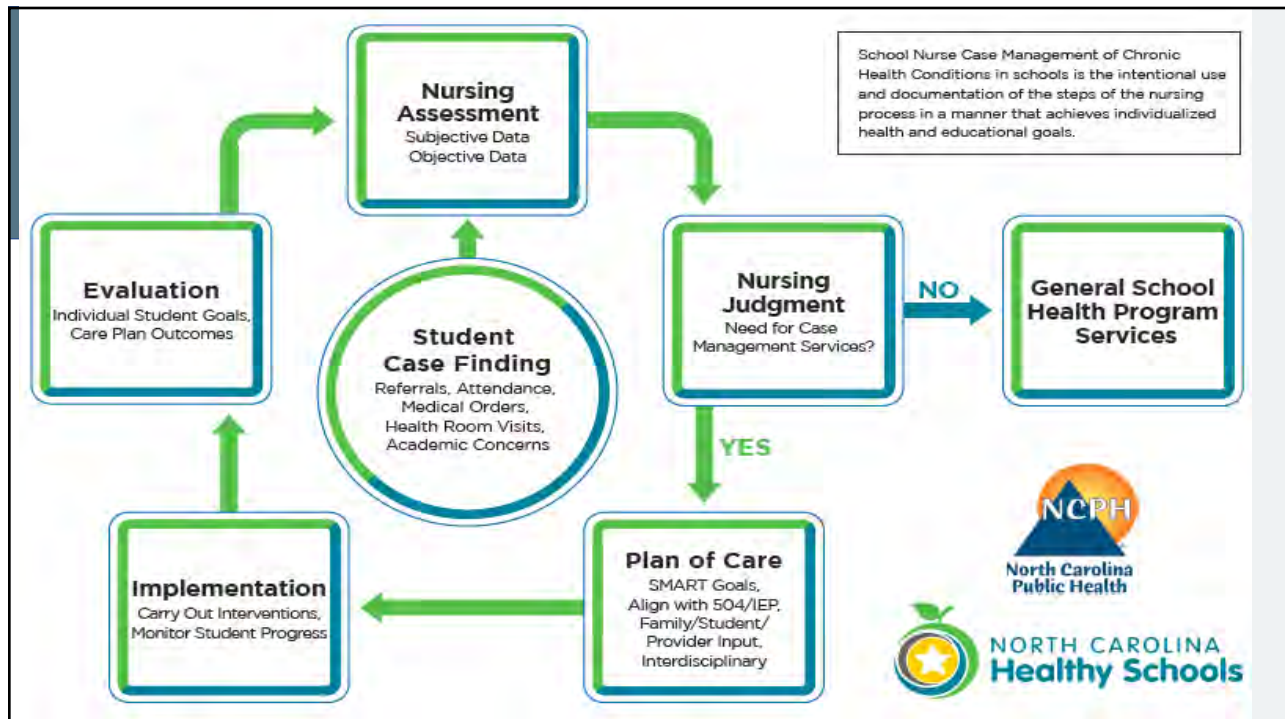 School Nurse Case Management of Chronic
Health Conditions in schools is the intentional use
and documentation of the steps of the nursing
process in a manner that achieves individualized
health and educational goals.
Nursing
Assessment
Subjective Data
Objective Data
Evaluation
Individual Student Goals,
Care Plan Outcomes
Student
Case Finding
Referrals, Attendance,
Medical Orders,
Health Room Visits,
Academic Concerns
Nursing
Judgment
Need for Case
Management Services?
NO
General School
Health Program
Services
YES
Implementation
Carry Out Interventions,
Monitor Student Progress
Plan of Care
SMART Goals,
Align with 504/IEP,
Family/Student/
Provider Input,
Interdisciplinary
NCPH
North Carolina
Public Health
NORTH CAROLINA
Healthy Schools